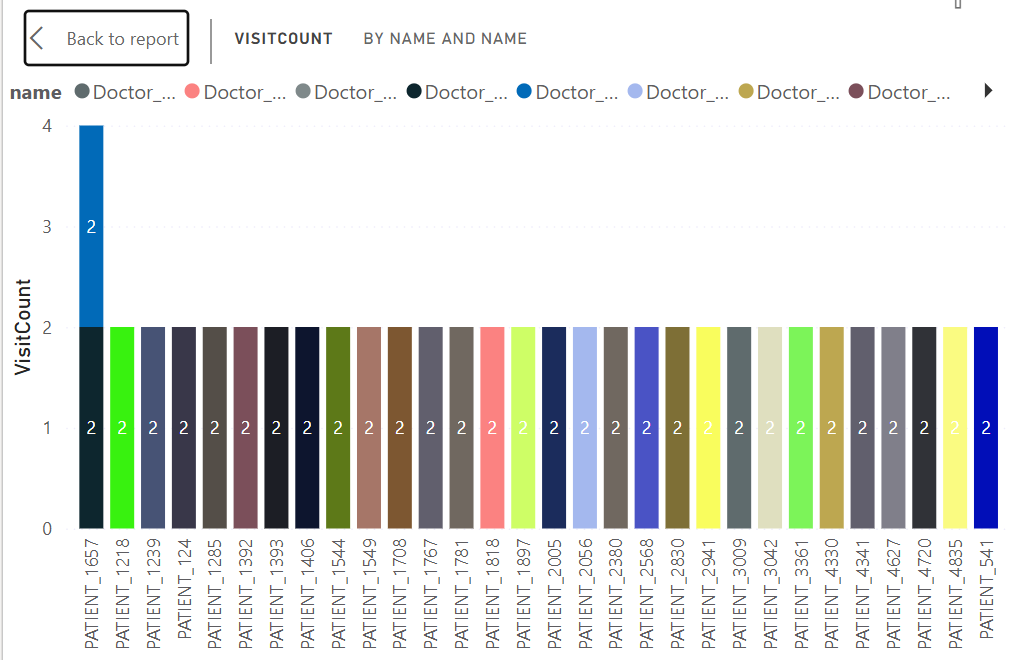 Back to report
VISITCOUNT BY NAME AND NAME
name Doctor_... Doctor_... Doctor_... Doctor_... Doctor_... Doctor_... Doctor_... Doctor_...
4
3
2
1
0
VisitCount
2
2 2 2 2 2 2 2 2 2 2 2 2 2 2 2 2 2 2 2 2 2 2 2 2 2 2 2 2 2 2
PATIENT_1657
PATIENT_1218
PATIENT_1239
PATIENT_124
PATIENT_1285
PATIENT_1392
PATIENT_1393
PATIENT_1406
PATIENT_1544
PATIENT_1549
PATIENT_1708
PATIENT_1767
PATIENT_1781
PATIENT_1818
PATIENT_1897
PATIENT_2005
PATIENT_2056
PATIENT_2380
PATIENT_2568
PATIENT_2830
PATIENT_2941
PATIENT_3009
PATIENT_3042
PATIENT_3361
PATIENT_4330
PATIENT_4341
PATIENT_4627
PATIENT_4720
PATIENT_4835
PATIENT_541